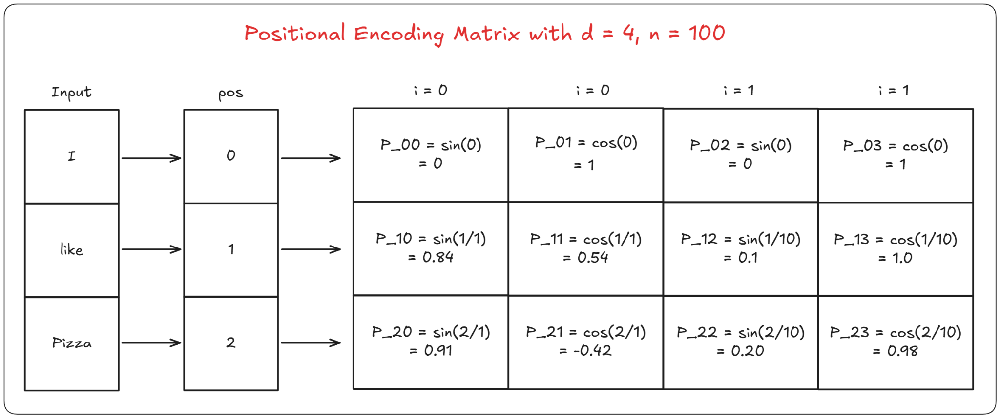 Positional Encoding Matrix with d = 4, n = 100
Input
pos
i = 0
i = 0
i = 1
i = 1
I
0
P_00 = sin(0)
= 0
P_01 = cos(0)
= 1
P_02 = sin(0)
= 0
P_03 = cos(0)
= 1
like
1
P_10 = sin(1/1)
= 0.84
P_11 = cos(1/1)
= 0.54
P_12 = sin(1/10)
= 0.1
P_13 = cos(1/10)
= 1.0
Pizza
2
P_20 = sin(2/1)
= 0.91
P_21 = cos(2/1)
= -0.42
P_22 = sin(2/10)
= 0.20
P_23 = cos(2/10)
= 0.98